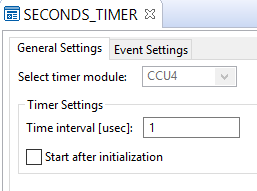 SECONDS_TIMER
General Settings Event Settings
Select timer module: CCU4
Timer Settings
Time interval [usec]: 1
Start after initialization